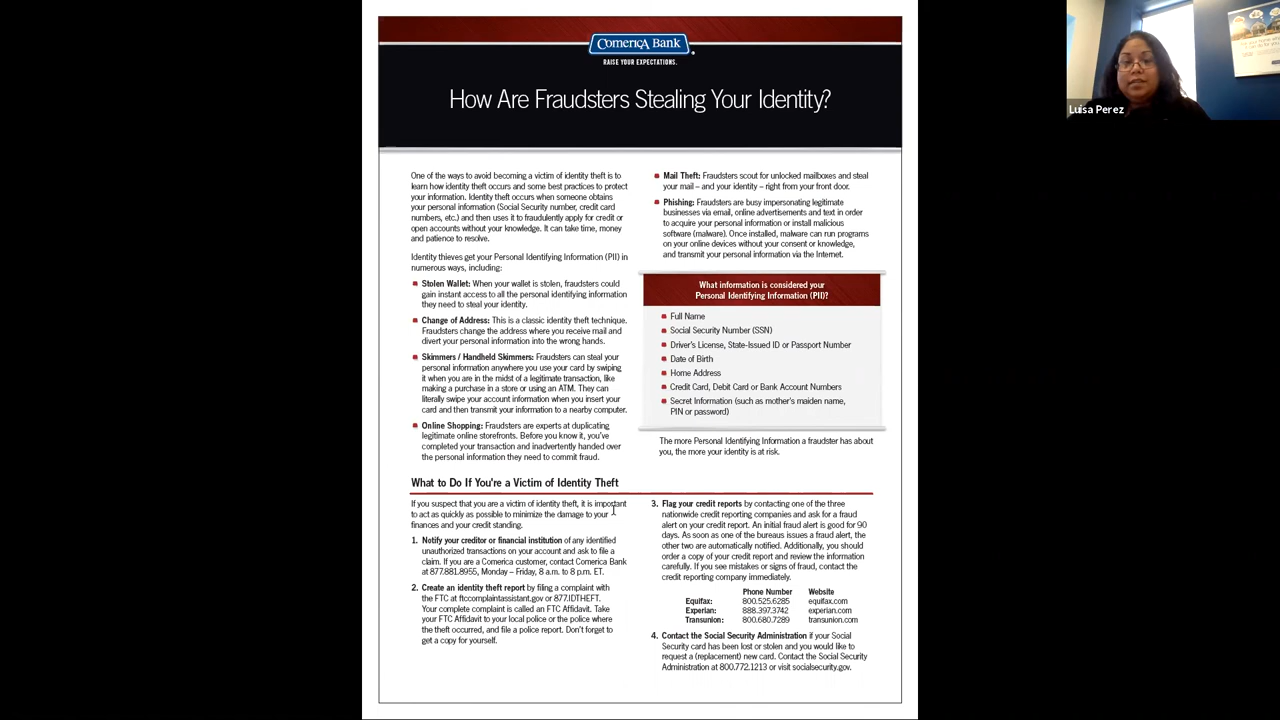 Comerica Bank
RAISE YOUR EXPECTATIONS.
How Are Fraudsters Stealing Your Identity?
One of the ways to avoid becoming a victim of identity theft is to
learn how identity theft occurs and some best practices to protect
your information. Identity theft occurs when someone obtains
your personal information (Social Security number, credit card
numbers, etc.) and then uses it to fraudulently apply for credit or
open accounts without your knowledge. It can take time, money
and patience to resolve.
Identity thieves get your Personal Identifying Information (PII) in
numerous ways, including:
Stolen Wallet: When your wallet is stolen, fraudsters could
gain instant access to all the personal identifying information
they need to steal your identity.
Change of Address: This is a classic identity theft technique.
Fraudsters change the address where you receive mail and
divert your personal information into the wrong hands.
Skimmers / Handheld Skimmers: Fraudsters can steal your
personal information anywhere you use your card by swiping
it when you are in the midst of a legitimate transaction, like
making a purchase in a store or using an ATM. They can
literally swipe your account information when you insert your
card and then transmit your information to a nearby computer.
Online Shopping: Fraudsters are experts at duplicating
legitimate online storefronts. Before you know it, you've
completed your transaction and inadvertently handed over
the personal information they need to commit fraud.
Mail Theft: Fraudsters scout for unlocked mailboxes and steal
your mail – and your identity – right from your front door.
Phishing: Fraudsters are busy impersonating legitimate
businesses via email, online advertisements and text in order
to acquire your personal information or install malicious
software (malware). Once installed, malware can run programs
on your online devices without your consent or knowledge,
and transmit your personal information via the Internet.
What information is considered your
Personal Identifying Information (PII)?
Full Name
Social Security Number (SSN)
Driver's License, State-Issued ID or Passport Number
Date of Birth
Home Address
Credit Card, Debit Card or Bank Account Numbers
Secret Information (such as mother's maiden name,
PIN or password)
The more Personal Identifying Information a fraudster has about
you, the more your identity is at risk.
What to Do If You're a Victim of Identity Theft
If you suspect that you are a victim of identity theft, it is important
to act as quickly as possible to minimize the damage to your
finances and your credit standing.
1. Notify your creditor or financial institution of any identified
unauthorized transactions on your account and ask to file a
claim. If you are a Comerica customer, contact Comerica Bank
at 877.881.8955, Monday – Friday, 8 a.m. to 8 p.m. ET.
2. Create an identity theft report by filing a complaint with
the FTC at ftccomplaintassistant.gov or 877.IDTHEFT.
Your complete complaint is called an FTC Affidavit. Take
your FTC Affidavit to your local police or the police where
the theft occurred, and file a police report. Don't forget to
get a copy for yourself.
3. Flag your credit reports by contacting one of the three
nationwide credit reporting companies and ask for a fraud
alert on your credit report. An initial fraud alert is good for 90
days. As soon as one of the bureaus issues a fraud alert, the
other two are automatically notified. Additionally, you should
order a copy of your credit report and review the information
carefully. If you see mistakes or signs of fraud, contact the
credit reporting company immediately.
Phone Number Website
Equifax: 800.525.6285 equifax.com
Experian: 888.397.3742 experian.com
Transunion: 800.680.7289 transunion.com
4. Contact the Social Security Administration if your Social
Security card has been lost or stolen and you would like to
request a (replacement) new card. Contact the Social Security
Administration at 800.772.1213 or visit socialsecurity.gov.
Luisa Perez